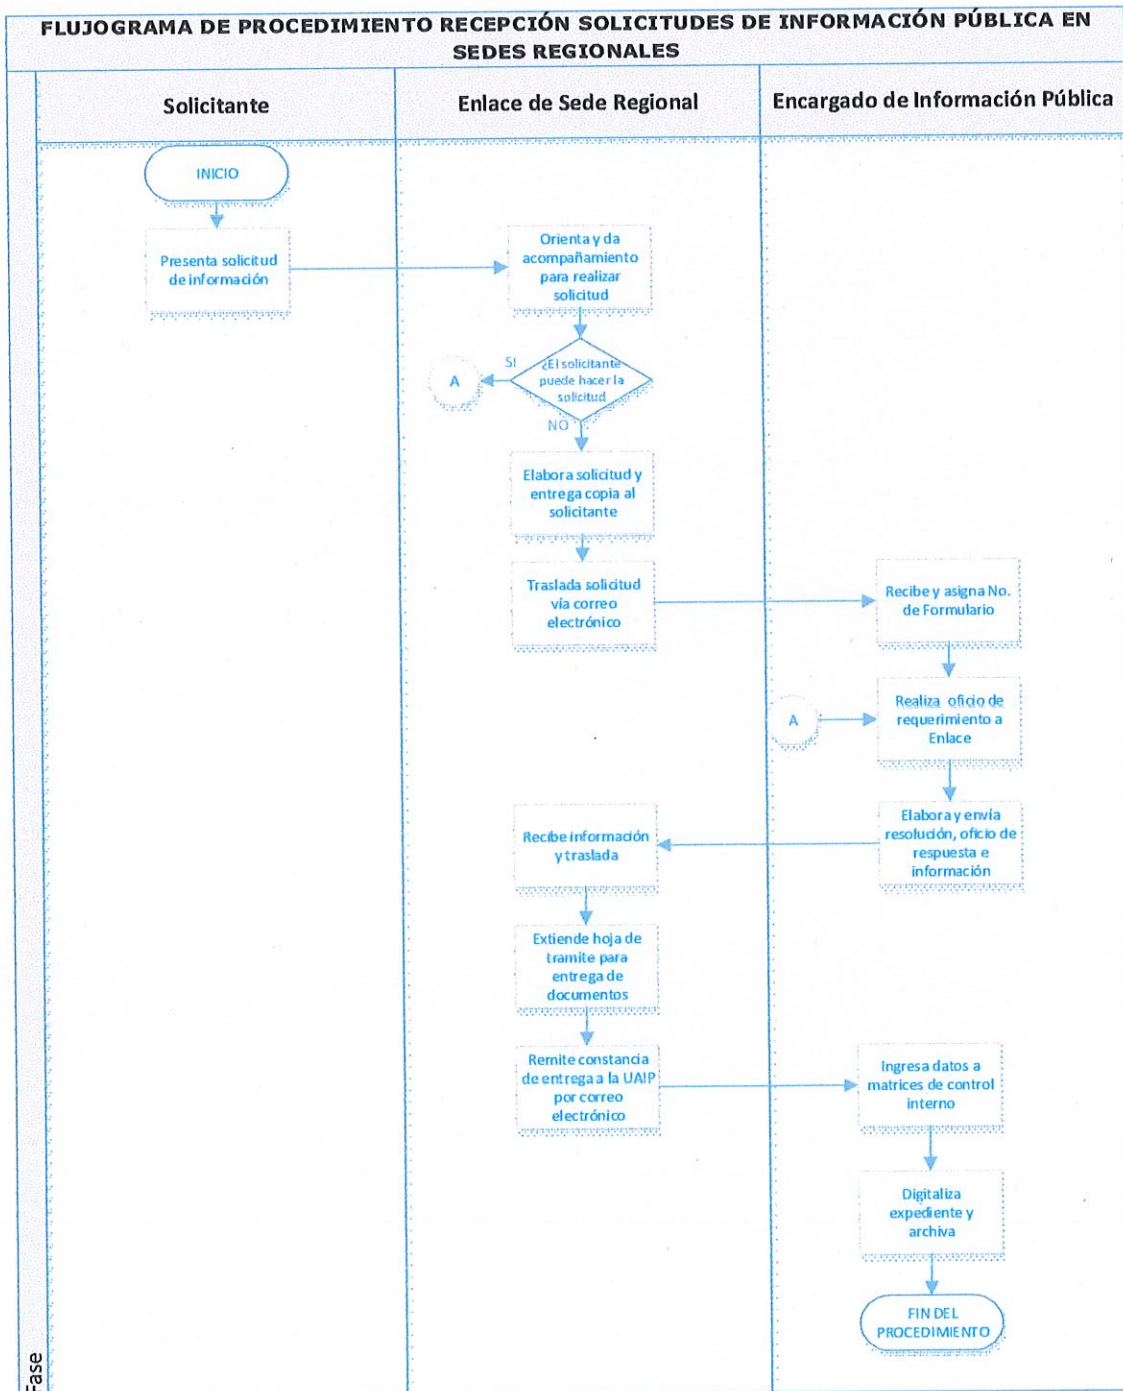 FLUJOGRAMA DE PROCEDIMIENTO RECEPCIÓN SOLICITUDES DE INFORMACIÓN PÚBLICA EN
SEDES REGIONALES
Solicitante
Enlace de Sede Regional
Encargado de Información Pública
INICIO
Presenta solicitud
de información
Orienta y da
acompañamiento
para realizar
solicitud
¿El solicitante
puede hacer la
solicitud
SI
A
NO
Elabora solicitud y
entrega copia al
solicitante
Traslada solicitud
vía correo
electrónico
Recibe y asigna No.
de Formulario
A
Realiza oficio de
requerimiento a
Enlace
Elabora y envía
resolución, oficio de
respuesta e
información
Recibe información
y traslada
Extiende hoja de
tramite para
entrega de
documentos
Remite constancia
de entrega a la UAIP
por correo
electrónico
Ingresa datos a
matrices de control
interno
Digitaliza
expediente y
archiva
FIN DEL
PROCEDIMIENTO
Fase